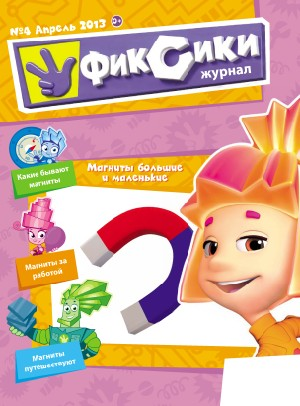 №4 Апрель 2013 0+
фиксики
журнал
Магниты большие
и маленькие
Какие бывают
магниты
Магниты за
работой
Магниты
путешествуют